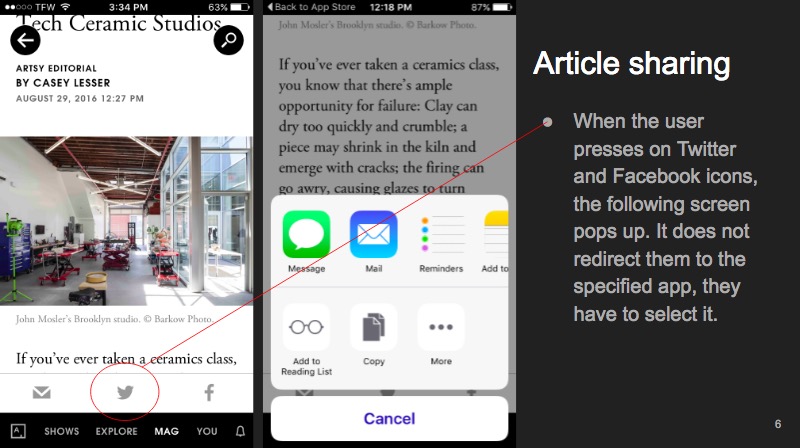 TFW 3:34 PM 63%
Tech Ceramic Studios
ARTSY EDITORIAL
BY CASEY LESSER
AUGUST 29, 2016 12:27 PM
John Mosler's Brooklyn studio. © Barkow Photo.
If you've ever taken a ceramics class,
SHOWS EXPLORE MAG YOU
Back to App Store 12:18 PM 87%
John Mosler's Brooklyn studio. © Barkow Photo.
If you've ever taken a ceramics class,
you know that there's ample
opportunity for failure: Clay can
dry too quickly and crumble; a
piece may shrink in the kiln and
emerge with cracks; the firing can
go awry, causing glazes to turn
Message Mail Reminders Add to
Add to
Reading List
Copy
More
Cancel
Article sharing
● When the user
presses on Twitter
and Facebook icons,
the following screen
pops up. It does not
redirect them to the
specified app, they
have to select it.
6